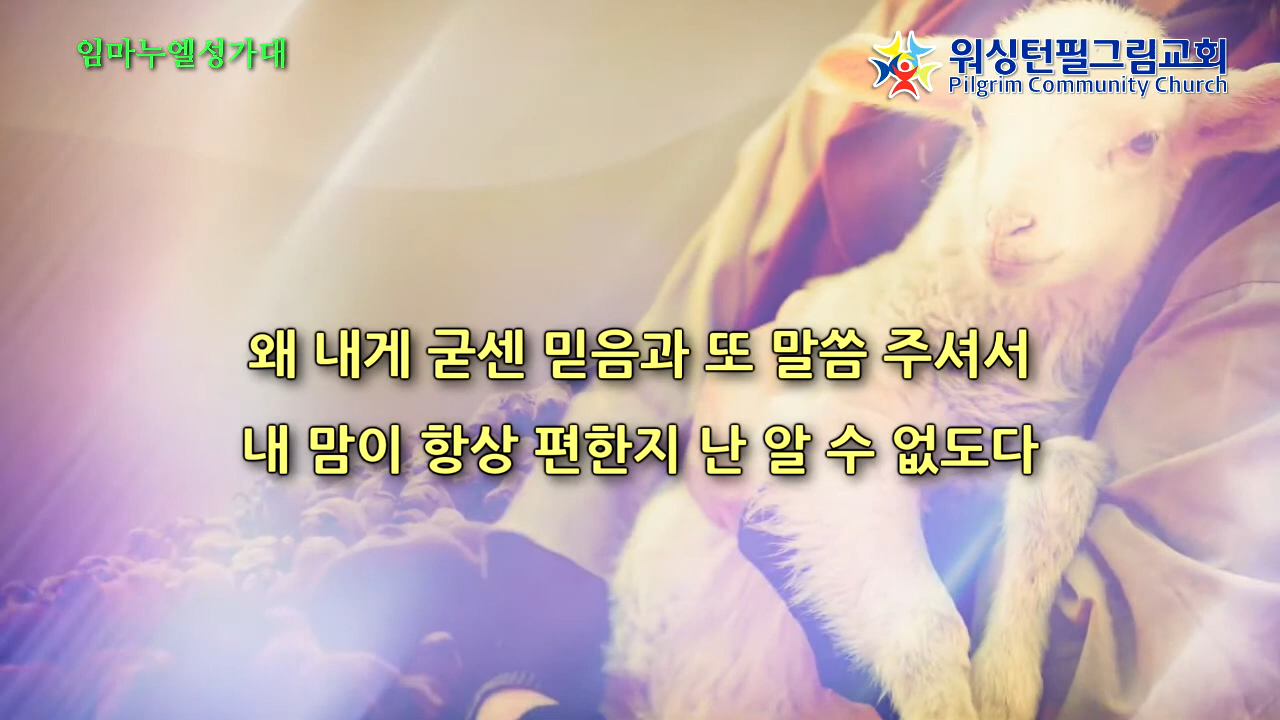 임마누엘성가대
워싱턴필그림교회
Pilgrim Community Church
왜 내게 굳센 믿음과 또 말씀 주셔서
내 맘이 항상 편한지 난 알 수 없도다